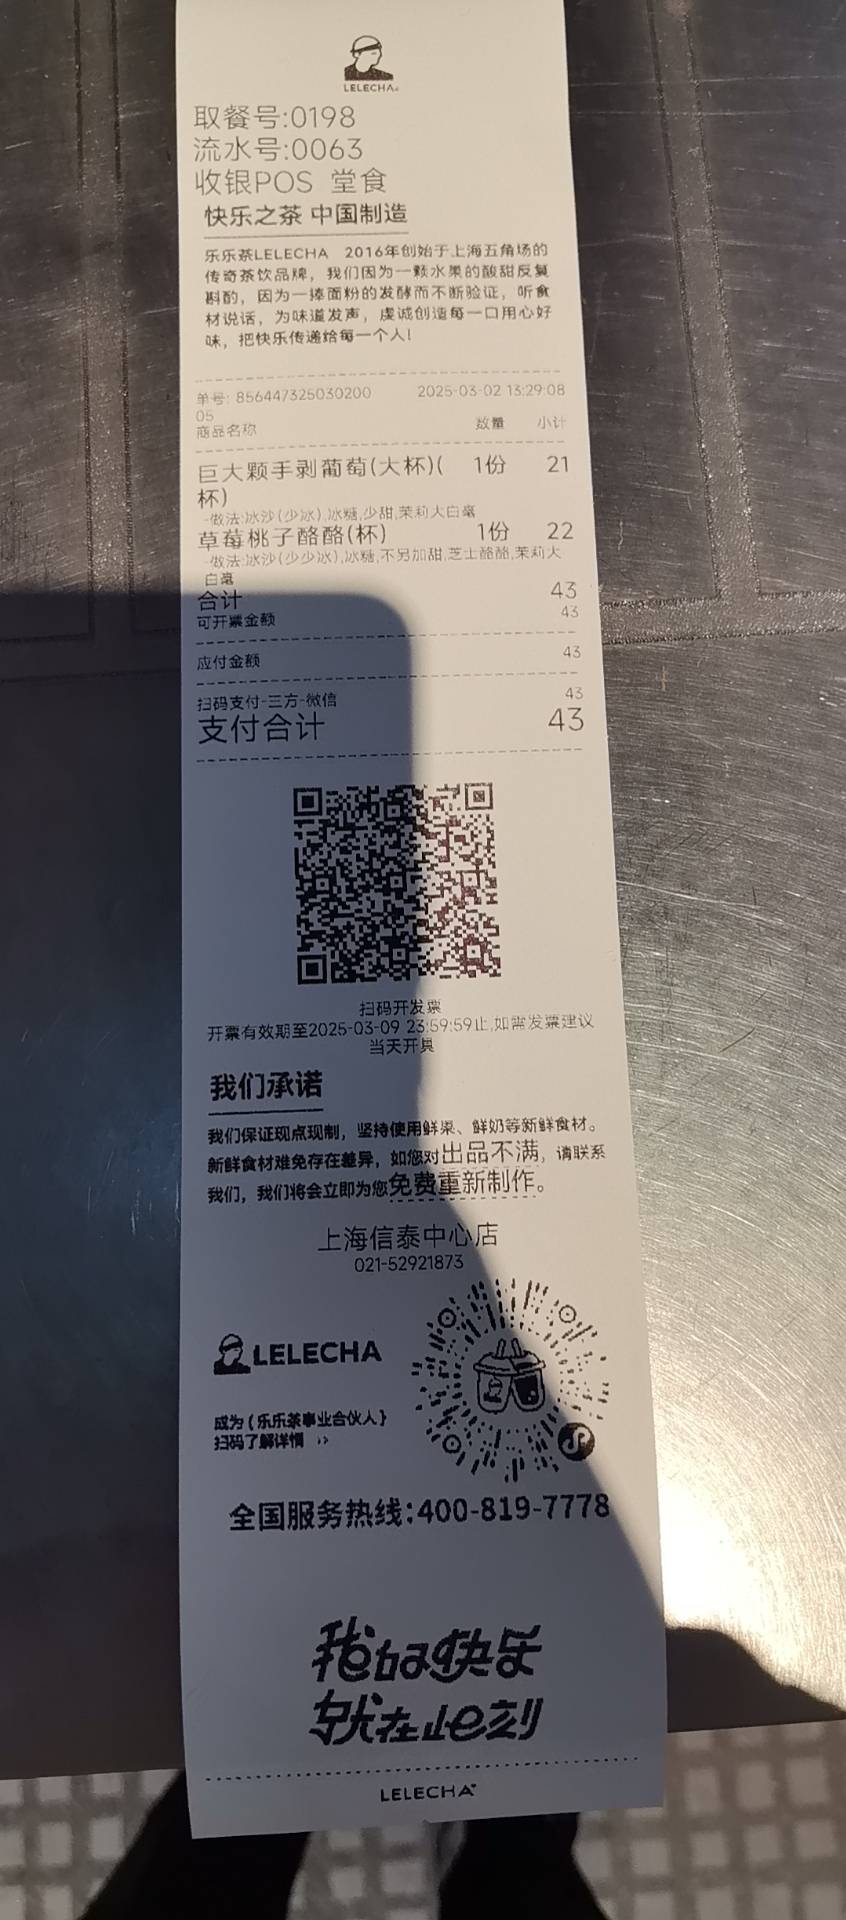 LELECHA
取餐号:0198
流水号:0063
收银POS 堂食
快乐之茶 中国制造
乐乐茶LELECHA 2016年创始于上海五角场的
传奇茶饮品牌，我们因为一颗水果的酸甜反复
斟酌，因为一捧面粉的发酵而不断验证，听食
材说话，为味道发声，虔诚创造每一口用心好
味，把快乐传递给每一个人!
单号: 856447325030200 2025-03-02 13:29:08
05
商品名称 数量 小计
巨大颗手剥葡萄(大杯)( 1份 21
杯)
-做法:冰沙(少冰),冰糖,少甜,茉莉大白毫
草莓桃子酪酪(杯) 1份 22
-做法:冰沙(少少冰),冰糖,不另加甜,芝士酪酪,茉莉大
白毫
合计 43
可开票金额 43
应付金额 43
扫码支付-三方-微信 43
支付合计 43
扫码开发票
开票有效期至2025-03-09 23:59:59止,如需发票建议
当天开具
我们承诺
我们保证现点现制，坚持使用鲜果、鲜奶等新鲜食材。
新鲜食材难免存在差异，如您对出品不满，请联系
我们，我们将会立即为您免费重新制作。
上海信泰中心店
021-52921873
LELECHA
成为{乐乐茶事业合伙人}
扫码了解详情 >>
全国服务热线:400-819-7778
我的快乐
就在此刻
LELECHA